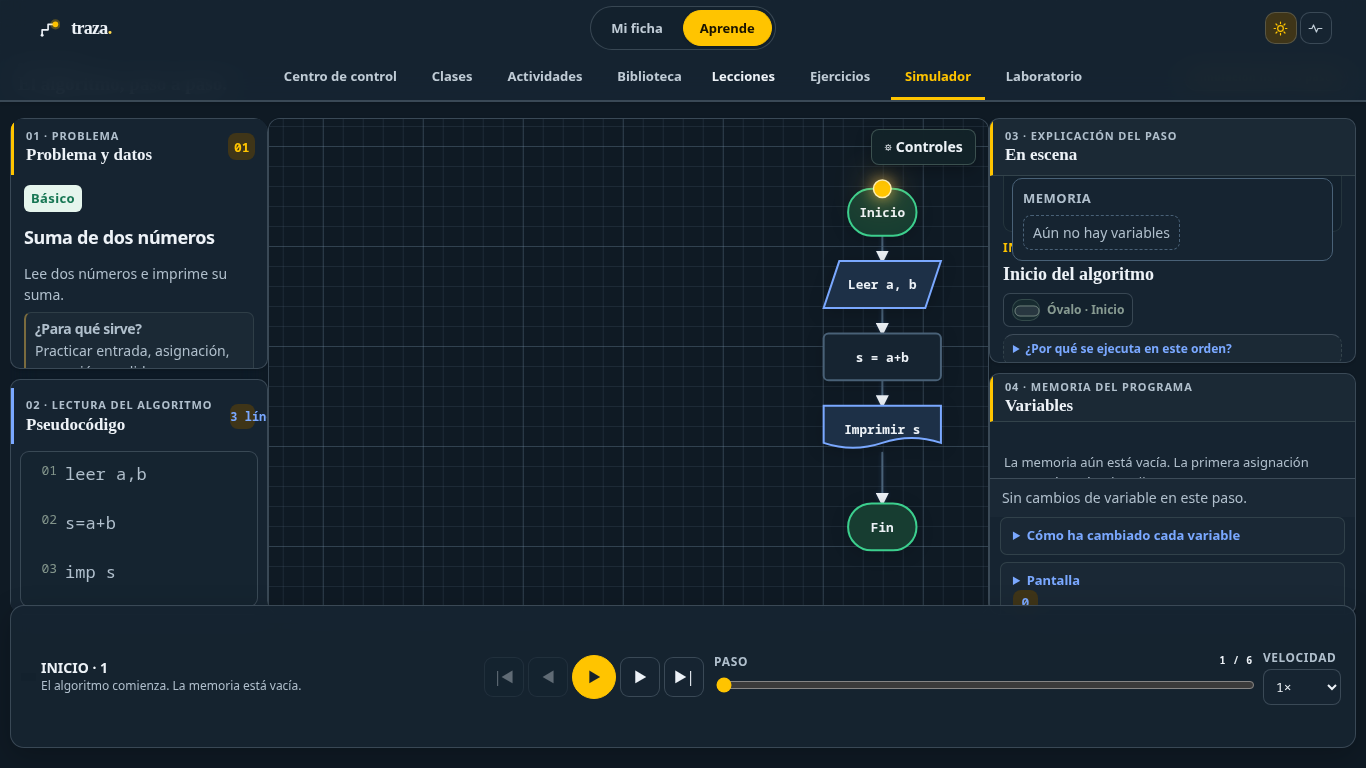 traza.
Mi ficha
Aprende
Centro de control
Clases
Actividades
Biblioteca
Lecciones
Ejercicios
Simulador
Laboratorio
01 · PROBLEMA
Problema y datos
01
Básico
Suma de dos números
Lee dos números e imprime su
suma.
¿Para qué sirve?
Practicar entrada, asignación,
02 · LECTURA DEL ALGORITMO
Pseudocódigo
3 lín
01 leer a,b
02 s=a+b
03 imp s
Controles
Inicio
Leer a, b
s = a+b
Imprimir s
Fin
03 · EXPLICACIÓN DEL PASO
En escena
MEMORIA
Aún no hay variables
Inicio del algoritmo
Óvalo · Inicio
¿Por qué se ejecuta en este orden?
04 · MEMORIA DEL PROGRAMA
Variables
La memoria aún está vacía. La primera asignación
Sin cambios de variable en este paso.
Cómo ha cambiado cada variable
Pantalla
0
INICIO · 1
El algoritmo comienza. La memoria está vacía.
PASO
1 / 6
VELOCIDAD
1×